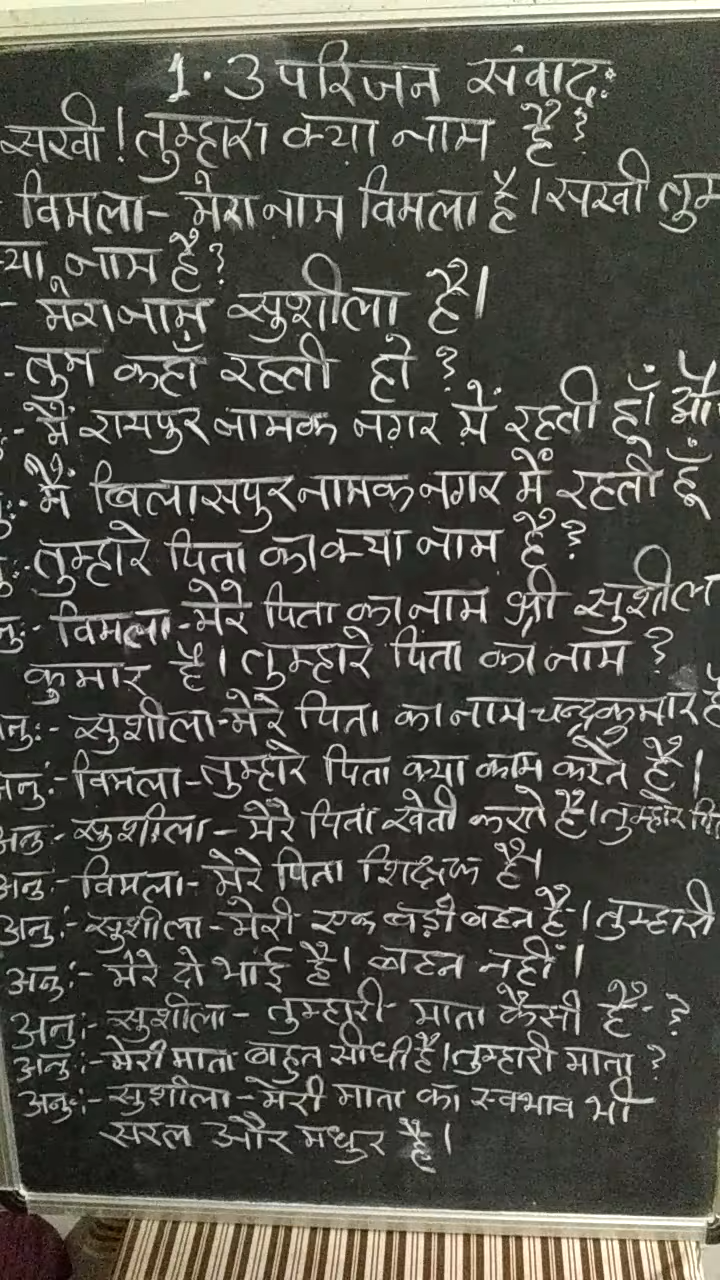 1.3 परिजन संवाद:
सखी! तुम्हारा क्या नाम है?
विमला- मेरा नाम विमला है। सखी तुम
या नाम है?
- मेरा नाम सुशीला है।
- तुम कहाँ रहती हो?
:- मैं रामपुर नामक नगर में रहती हूँ औ
नु:- मैं बिलासपुर नामक नगर में रहती हूँ
नु:- तुम्हारे पिता का क्या नाम है?
नु:- विमला- मेरे पिता का नाम श्री सुशील
कुमार है। तुम्हारे पिता का नाम?
नु:- सुशीला- मेरे पिता का नाम चन्द्रकुमार है
अनु:- विमला- तुम्हारे पिता क्या काम करते है।
अनु:- सुशीला- मेरे पिता खेती करते है। तुम्हारे पि
अनु:- विमला- मेरे पिता शिक्षक है।
अनु:- सुशीला- मेरी एक बड़ी बहन है। तुम्हारी
अनु:- मेरे दो भाई है। बहन नहीं।
अनु:- सुशीला- तुम्हारी माता कैसी है?
अनु:- मेरी माता बहुत सीधी है। तुम्हारी माता?
अनु:- सुशीला- मेरी माता का स्वभाव भी
सरल और मधुर है।